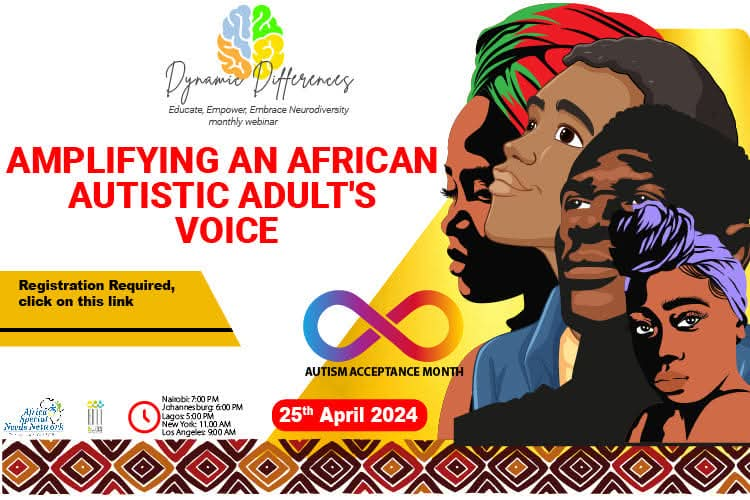 Dynamic Differences
Educate, Empower, Embrace Neurodiversity
monthly webinar
AMPLIFYING AN AFRICAN
AUTISTIC ADULT'S
VOICE
Registration Required,
click on this link
AUTISM ACCEPTANCE MONTH
25th April 2024
Africa
Special
Needs Network
Nairobi: 7:00 PM
Johannesburg: 6:00 PM
Lagos: 5:00 PM
New York: 11.00 AM
Los Angeles: 9:00 AM